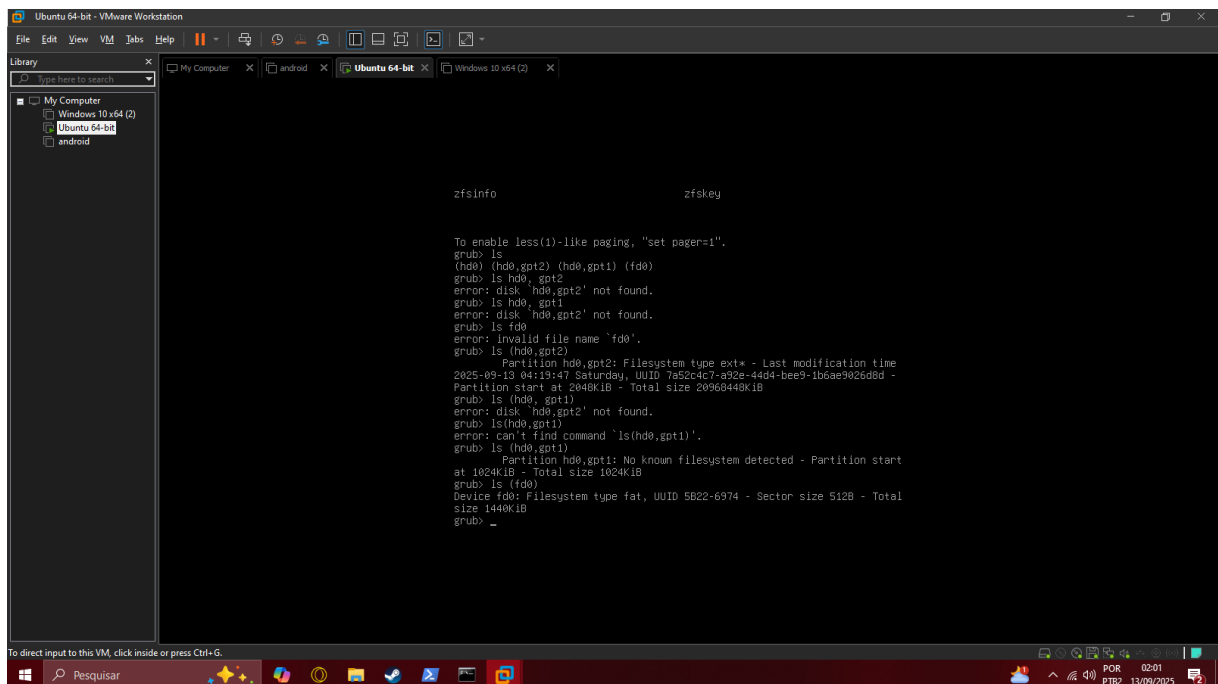 Ubuntu 64-bit - VMware Workstation
File Edit View VM Tabs Help
Library
Type here to search
My Computer
Windows 10 x64 (2)
Ubuntu 64-bit
android
My Computer android Ubuntu 64-bit Windows 10 x64 (2)
zfsinfo zfskey
To enable less(1)-like paging, "set pager=1".
grub> ls
(hd0) (hd0,gpt2) (hd0,gpt1) (fd0)
grub> ls hd0, gpt2
error: disk `hd0,gpt2' not found.
grub> ls hd0, gpt1
error: disk `hd0,gpt2' not found.
grub> ls fd0
error: invalid file name `fd0'.
grub> ls (hd0,gpt2)
Partition hd0,gpt2: Filesystem type ext* - Last modification time
2025-09-13 04:19:47 Saturday, UUID 7a52c4c7-a92e-44d4-bee9-1b6ae9026d8d -
Partition start at 2048KiB - Total size 20968448KiB
grub> ls (hd0, gpt1)
error: disk `hd0,gpt2' not found.
grub> ls(hd0,gpt1)
error: can't find command `ls(hd0,gpt1)'.
grub> ls (hd0,gpt1)
Partition hd0,gpt1: No known filesystem detected - Partition start
at 1024KiB - Total size 1024KiB
grub> ls (fd0)
Device fd0: Filesystem type fat, UUID 5B22-6974 - Sector size 512B - Total
size 1440KiB
grub> _
To direct input to this VM, click inside or press Ctrl+G.
Pesquisar
POR 02:01
PTB2 13/09/2025